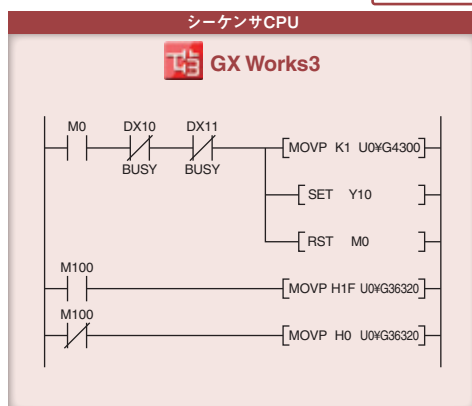 シーケンサCPU
GX Works3
M0 DX10 DX11
MOVP K1 U0¥G4300
BUSY BUSY
SET Y10
RST M0
M100
MOVP H1F U0¥G36320
M100
MOVP H0 U0¥G36320